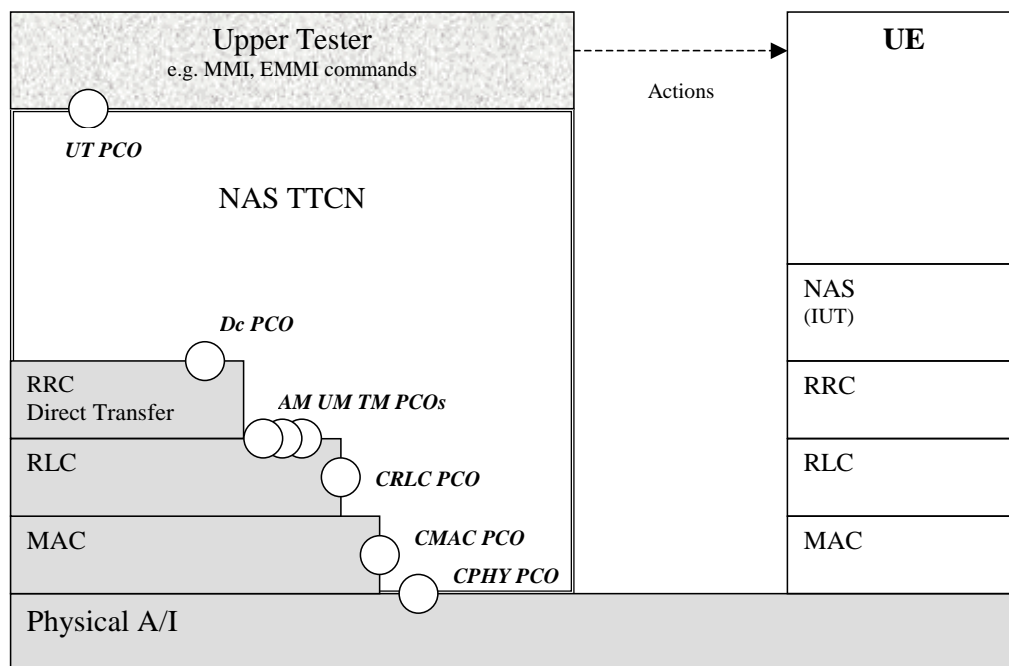 Upper Tester
e.g. MMI, EMMI commands
UE
Actions
UT PCO
NAS TTCN
NAS
(IUT)
Dc PCO
RRC
Direct Transfer
RRC
AM UM TM PCOs
RLC
CRLC PCO
RLC
MAC
CMAC PCO
MAC
CPHY PCO
Physical A/I